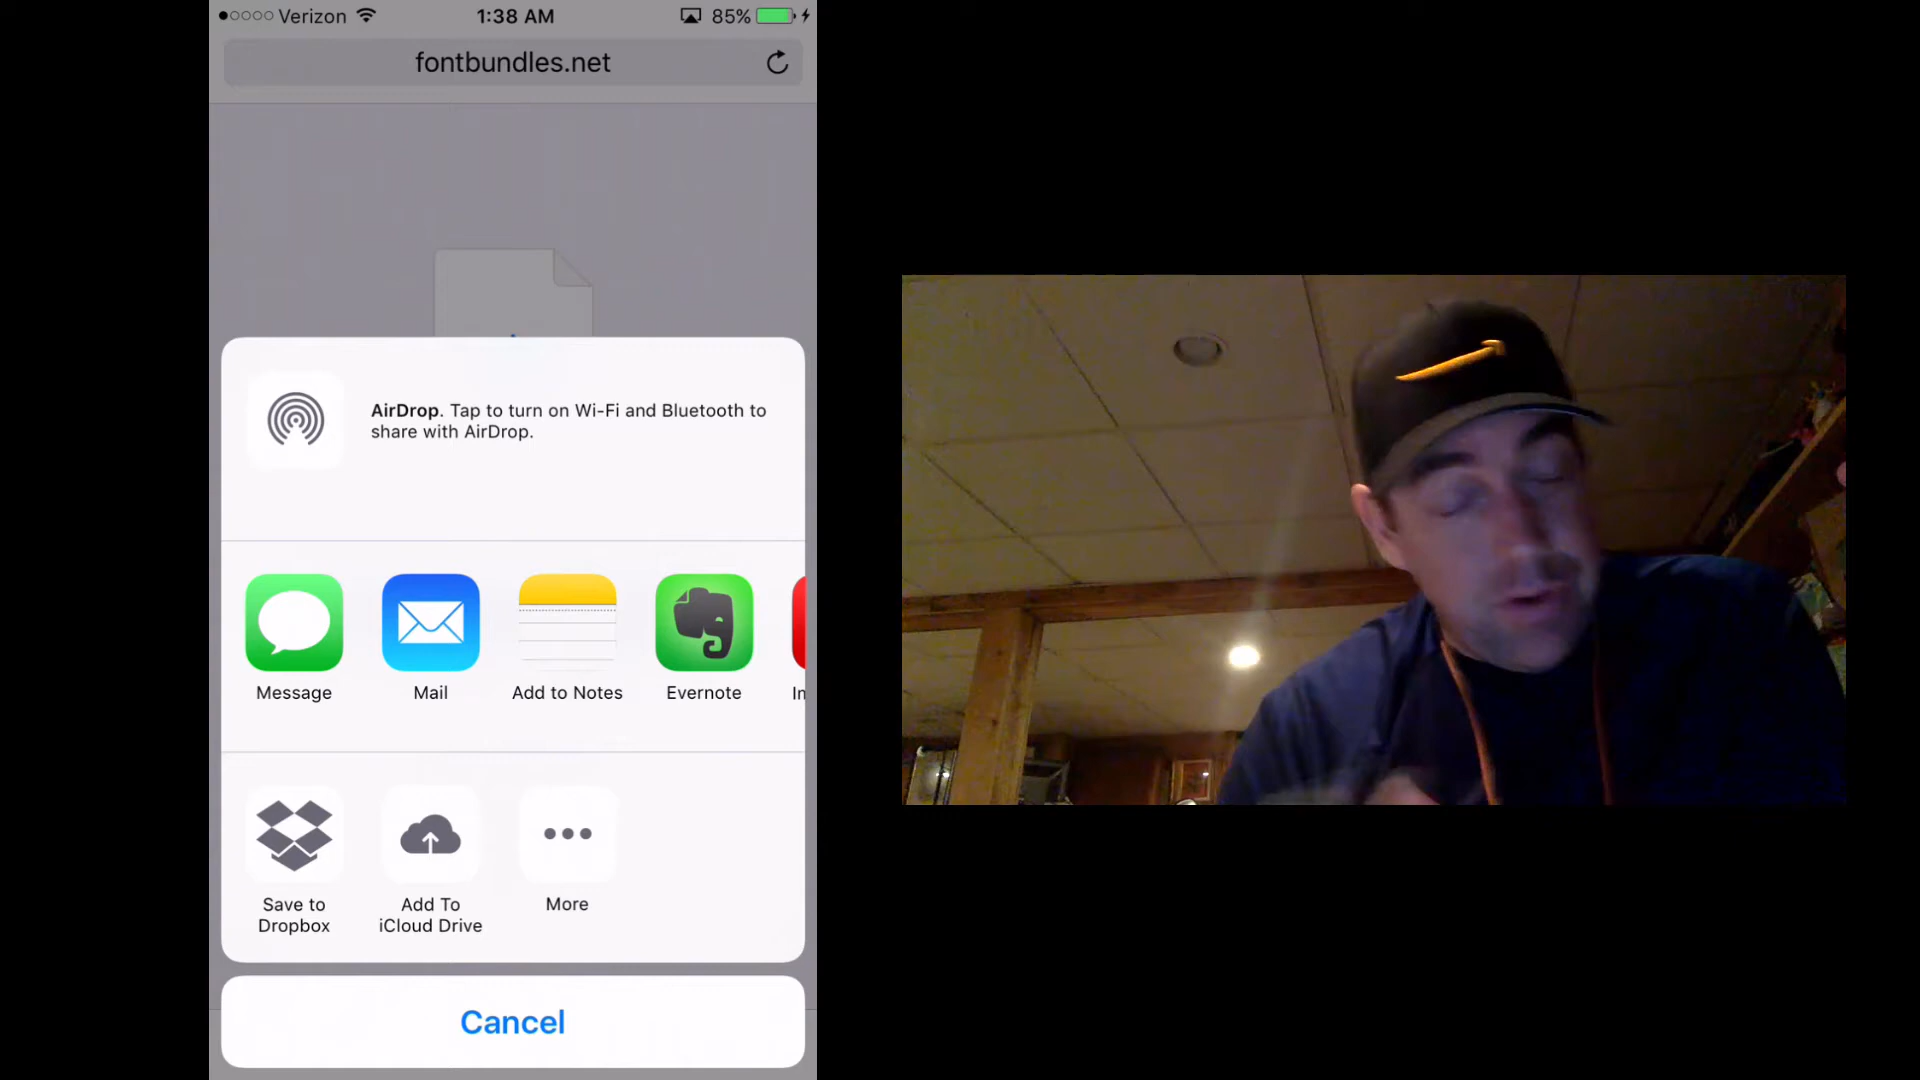 Verizon 1:38 AM 85%
fontbundles.net
AirDrop. Tap to turn on Wi-Fi and Bluetooth to
share with AirDrop.
Message Mail Add to Notes Evernote In
Save to Add To More
Dropbox iCloud Drive
Cancel